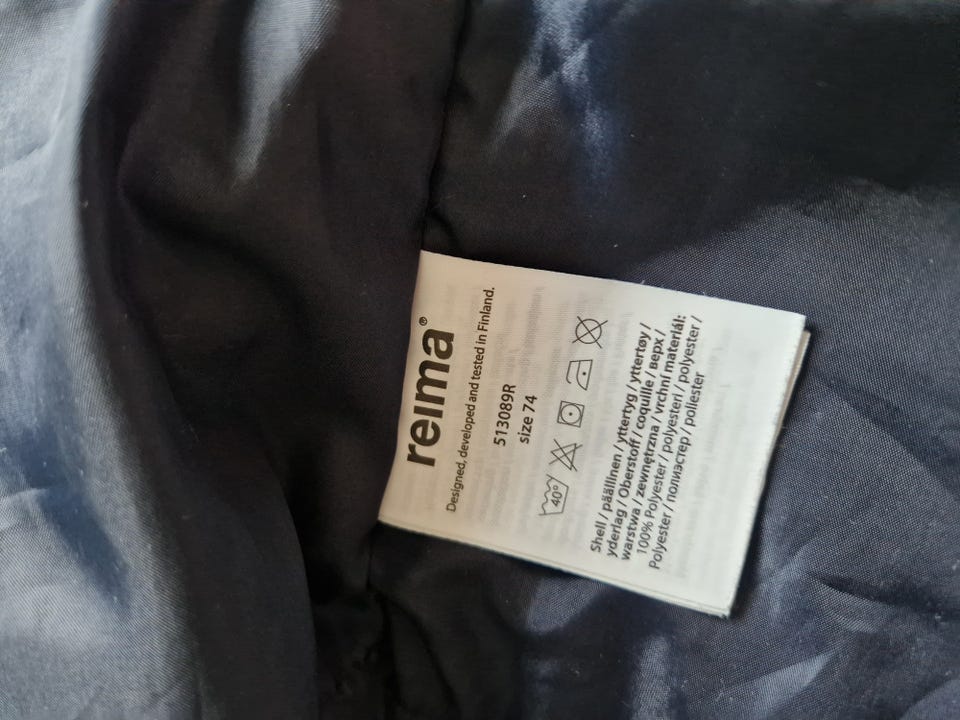 reima®
Designed, developed and tested in Finland.
513089R
size 74
40°
Shell / päällinen / yttertyg / yttertøy /
yderlag / Oberstoff / coquille / верх /
warstwa / zewnętrzna / vrchní materiál:
100% Polyester / polyesteri / polyester /
Polyester / полиэстер / poliester